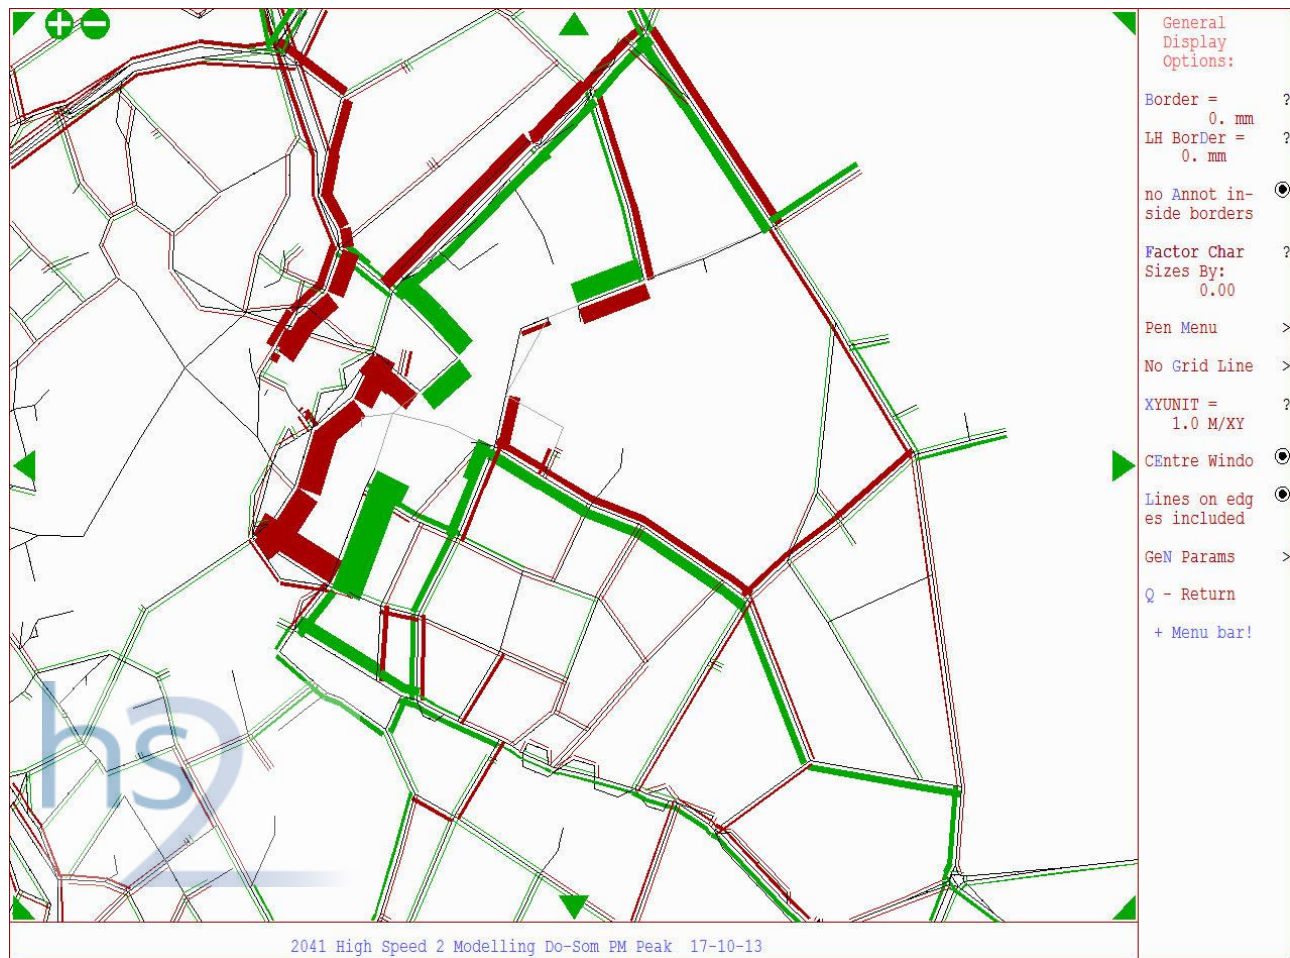 General
Display
Options:
Border = ?
0. mm
LH BorDer = ?
0. mm
no Annot in-
side borders
Factor Char ?
Sizes By:
0.00
Pen Menu >
No Grid Line >
XYUNIT = ?
1.0 M/XY
CEntre Windo
Lines on edg
es included
GeN Params >
Q - Return
+ Menu bar!
hs2
2041 High Speed 2 Modelling Do-Som PM Peak 17-10-13